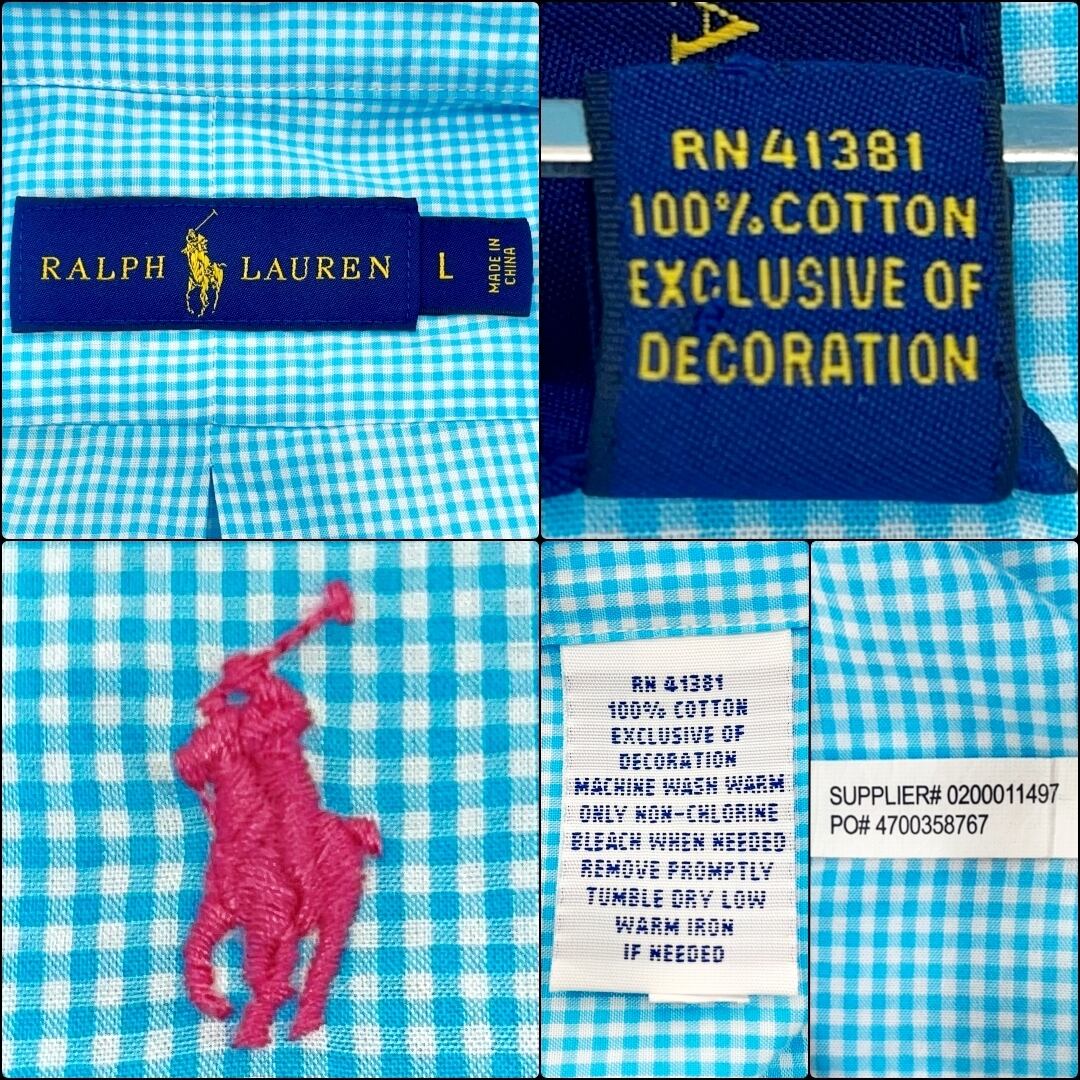 RALPH LAUREN
L
MADE IN
CHINA
RN 41381
100% COTTON
EXCLUSIVE OF
DECORATION
RN 41381
100% COTTON
EXCLUSIVE OF
DECORATION
MACHINE WASH WARM
ONLY NON-CHLORINE
BLEACH WHEN NEEDED
REMOVE PROMPTLY
TUMBLE DRY LOW
WARM IRON
IF NEEDED
SUPPLIER# 0200011497
PO# 4700358767